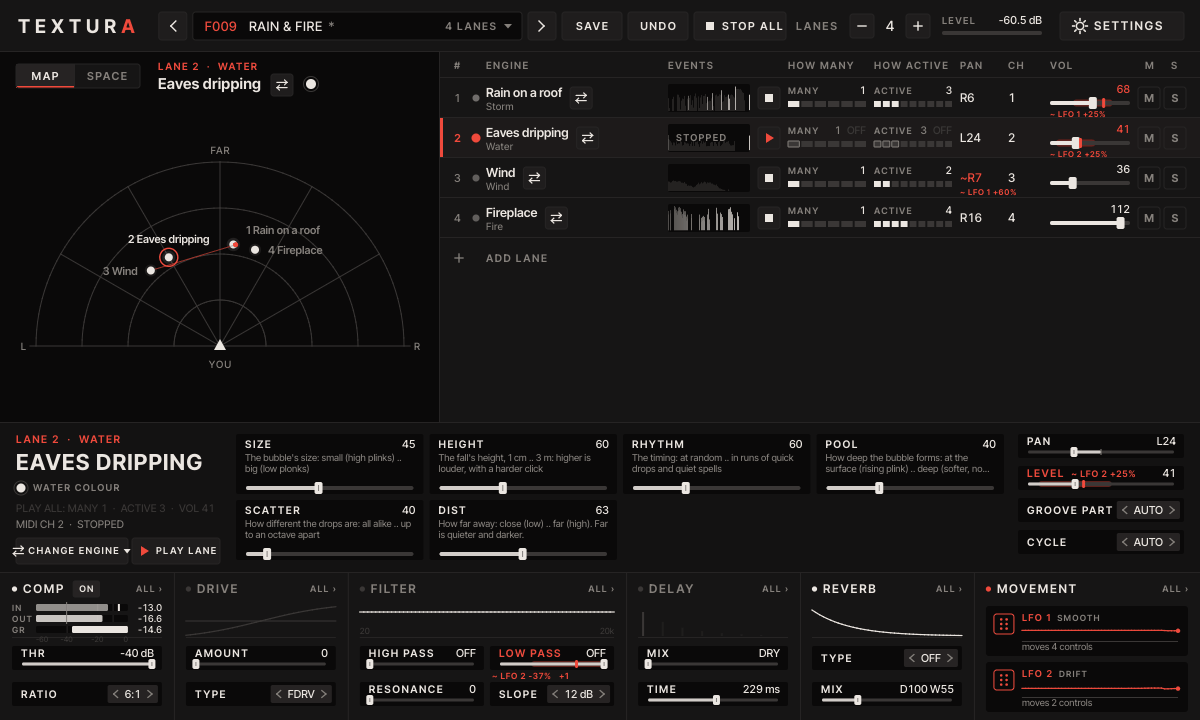 TEXTURA
F009 RAIN & FIRE *
4 LANES
SAVE
UNDO
STOP ALL
LANES
4
LEVEL -60.5 dB
SETTINGS
MAP
SPACE
LANE 2 · WATER
Eaves dripping
FAR
2 Eaves dripping
1 Rain on a roof
4 Fireplace
3 Wind
L
R
YOU
# ENGINE EVENTS HOW MANY HOW ACTIVE PAN CH VOL M S
1 Rain on a roof
Storm
MANY 1
ACTIVE 3
R6
1
68
~ LFO 1 +25%
M S
2 Eaves dripping
Water
STOPPED
MANY 1 OFF
ACTIVE 3 OFF
L24
2
41
~ LFO 2 +25%
M S
3 Wind
Wind
MANY 1
ACTIVE 2
~R7
~ LFO 1 +60%
3
36
M S
4 Fireplace
Fire
MANY 1
ACTIVE 4
R16
4
112
M S
+ ADD LANE
LANE 2 · WATER
EAVES DRIPPING
WATER COLOUR
PLAY ALL: MANY 1 · ACTIVE 3 · VOL 41
MIDI CH 2 · STOPPED
CHANGE ENGINE
PLAY LANE
SIZE 45
The bubble's size: small (high plinks) ..
big (low plonks)
HEIGHT 60
The fall's height, 1 cm .. 3 m: higher is
louder, with a harder click
RHYTHM 60
The timing: at random .. in runs of quick
drops and quiet spells
POOL 40
How deep the bubble forms: at the
surface (rising plink) .. deep (softer, no...
SCATTER 40
How different the drops are: all alike .. up
to an octave apart
DIST 63
How far away: close (low) .. far (high). Far
is quieter and darker.
PAN L24
LEVEL ~ LFO 2 +25% 41
GROOVE PART < AUTO >
CYCLE < AUTO >
COMP ON ALL ›
IN -13.0
OUT -16.6
GR -14.6
-60 -40 -20 0
THR -40 dB
RATIO < 6:1 >
DRIVE ALL ›
AMOUNT 0
TYPE < FDRV >
FILTER ALL ›
20 20k
HIGH PASS OFF
LOW PASS OFF
~ LFO 2 -37% +1
RESONANCE 0
SLOPE < 12 dB >
DELAY ALL ›
MIX DRY
TIME 229 ms
REVERB ALL ›
TYPE < OFF >
MIX D100 W55
MOVEMENT ALL ›
LFO 1 SMOOTH
moves 4 controls
LFO 2 DRIFT
moves 2 controls